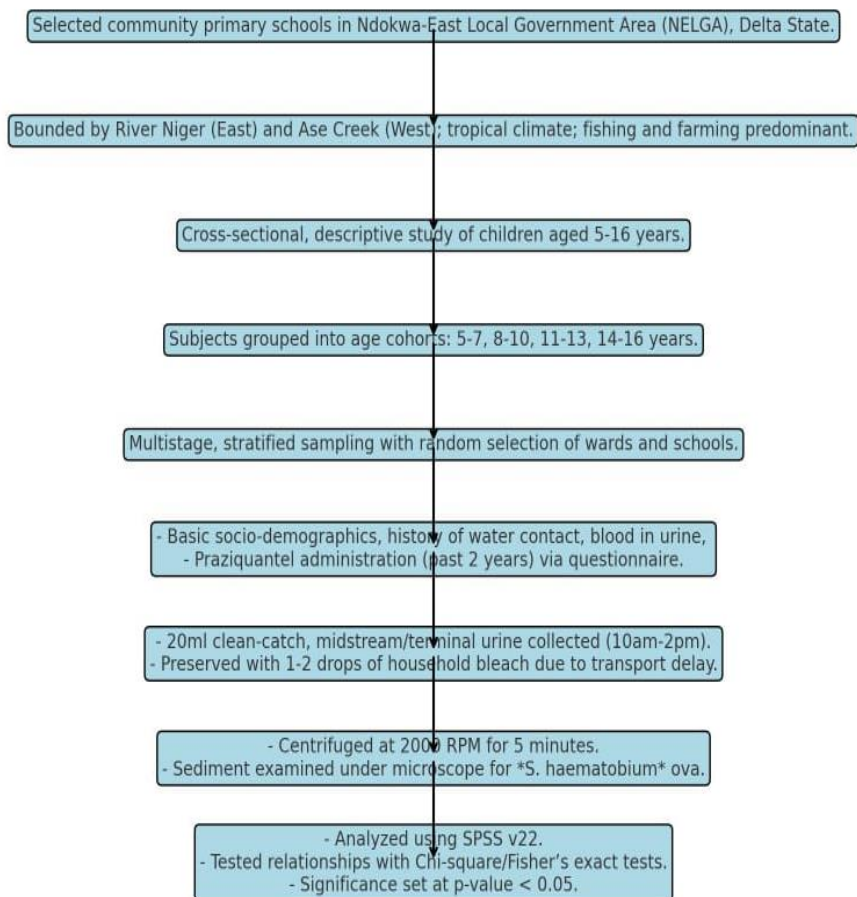 Selected community primary schools in Ndokwa-East Local Government Area (NELGA), Delta State.
Bounded by River Niger (East) and Ase Creek (West); tropical climate; fishing and farming predominant.
Cross-sectional, descriptive study of children aged 5-16 years.
Subjects grouped into age cohorts: 5-7, 8-10, 11-13, 14-16 years.
Multistage, stratified sampling with random selection of wards and schools.
- Basic socio-demographics, history of water contact, blood in urine,
- Praziquantel administration (past 2 years) via questionnaire.
- 20ml clean-catch, midstream/terminal urine collected (10am-2pm).
- Preserved with 1-2 drops of household bleach due to transport delay.
- Centrifuged at 2000 RPM for 5 minutes.
- Sediment examined under microscope for *S. haematobium* ova.
- Analyzed using SPSS v22.
- Tested relationships with Chi-square/Fisher's exact tests.
- Significance set at p-value < 0.05.